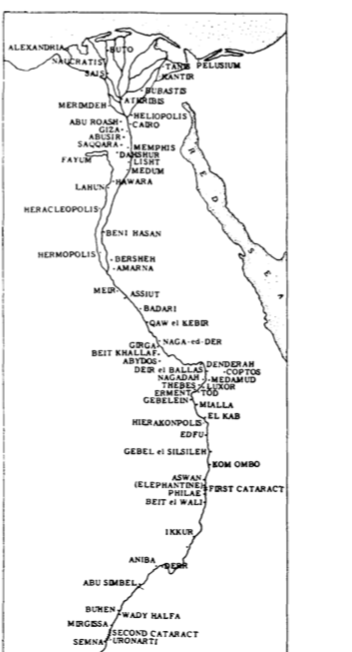 ALEXANDRIA
BUTO
NAUCRATIS
TANIS PELUSIUM
SAIS
KANTIR
BUBASTIS
ATHRIBIS
MERIMDEH
HELIOPOLIS
ABU ROASH
CAIRO
GIZA
ABUSIR
SAQQARA
MEMPHIS
DAHSHUR
FAYUM
LISHT
MEDUM
HAWARA
LAHUN
RED SEA
HERACLEOPOLIS
BENI HASAN
HERMOPOLIS
DERSHEH
AMARNA
MEIR
ASSIUT
BADARI
QAW el KEBIR
NAGA-ed-DER
GIRGA
BEIT KHALLAF
ABYDOS
DENDERAH
DEIR el BALLAS
COPTOS
NAGADAH
MEDAMUD
THEBES
LUXOR
ERMENT
TOD
GEBELEIN
MIALLA
EL KAB
HIERAKONPOLIS
EDFU
GEBEL el SILSILEH
KOM OMBO
ASWAN
(ELEPHANTINE)
FIRST CATARACT
PHILAE
BEIT el WALI
IKKUR
ANIBA
DERR
ABU SIMBEL
BUHEN
WADY HALFA
MIRGISSA
SECOND CATARACT
SEMNA
URONARTI